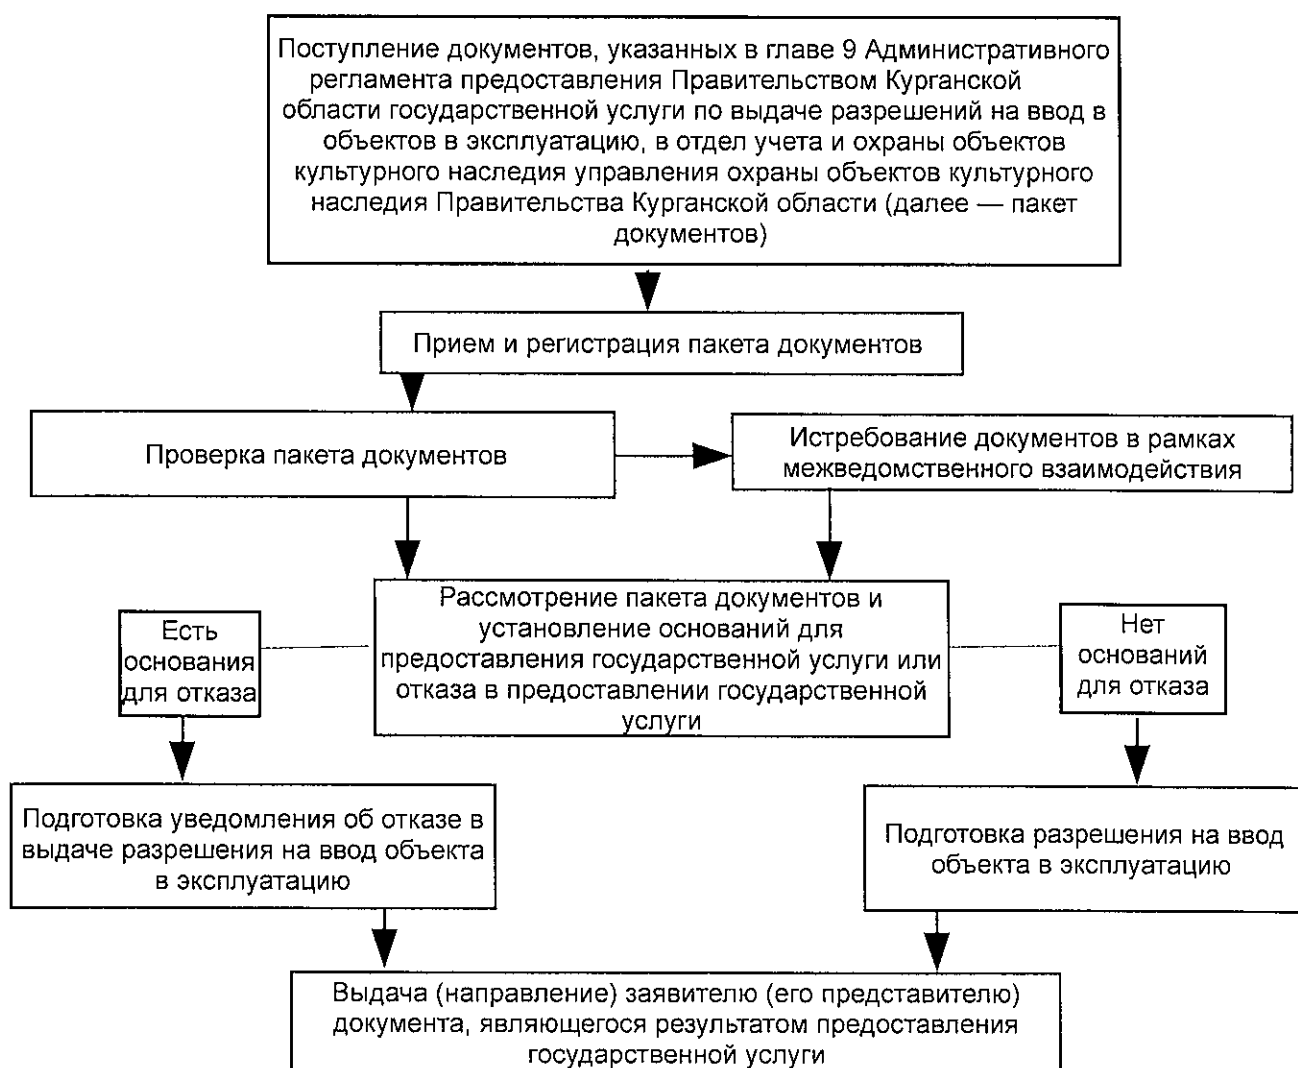 Поступление документов, указанных в главе 9 Административного
регламента предоставления Правительством Курганской
области государственной услуги по выдаче разрешений на ввод в
объектов в эксплуатацию, в отдел учета и охраны объектов
культурного наследия управления охраны объектов культурного
наследия Правительства Курганской области (далее — пакет
документов)
Прием и регистрация пакета документов
Проверка пакета документов
Истребование документов в рамках
межведомственного взаимодействия
Рассмотрение пакета документов и
установление оснований для
предоставления государственной услуги или
отказа в предоставлении государственной
услуги
Есть
основания
для отказа
Нет
оснований
для отказа
Подготовка уведомления об отказе в
выдаче разрешения на ввод объекта
в эксплуатацию
Подготовка разрешения на ввод
объекта в эксплуатацию
Выдача (направление) заявителю (его представителю)
документа, являющегося результатом предоставления
государственной услуги